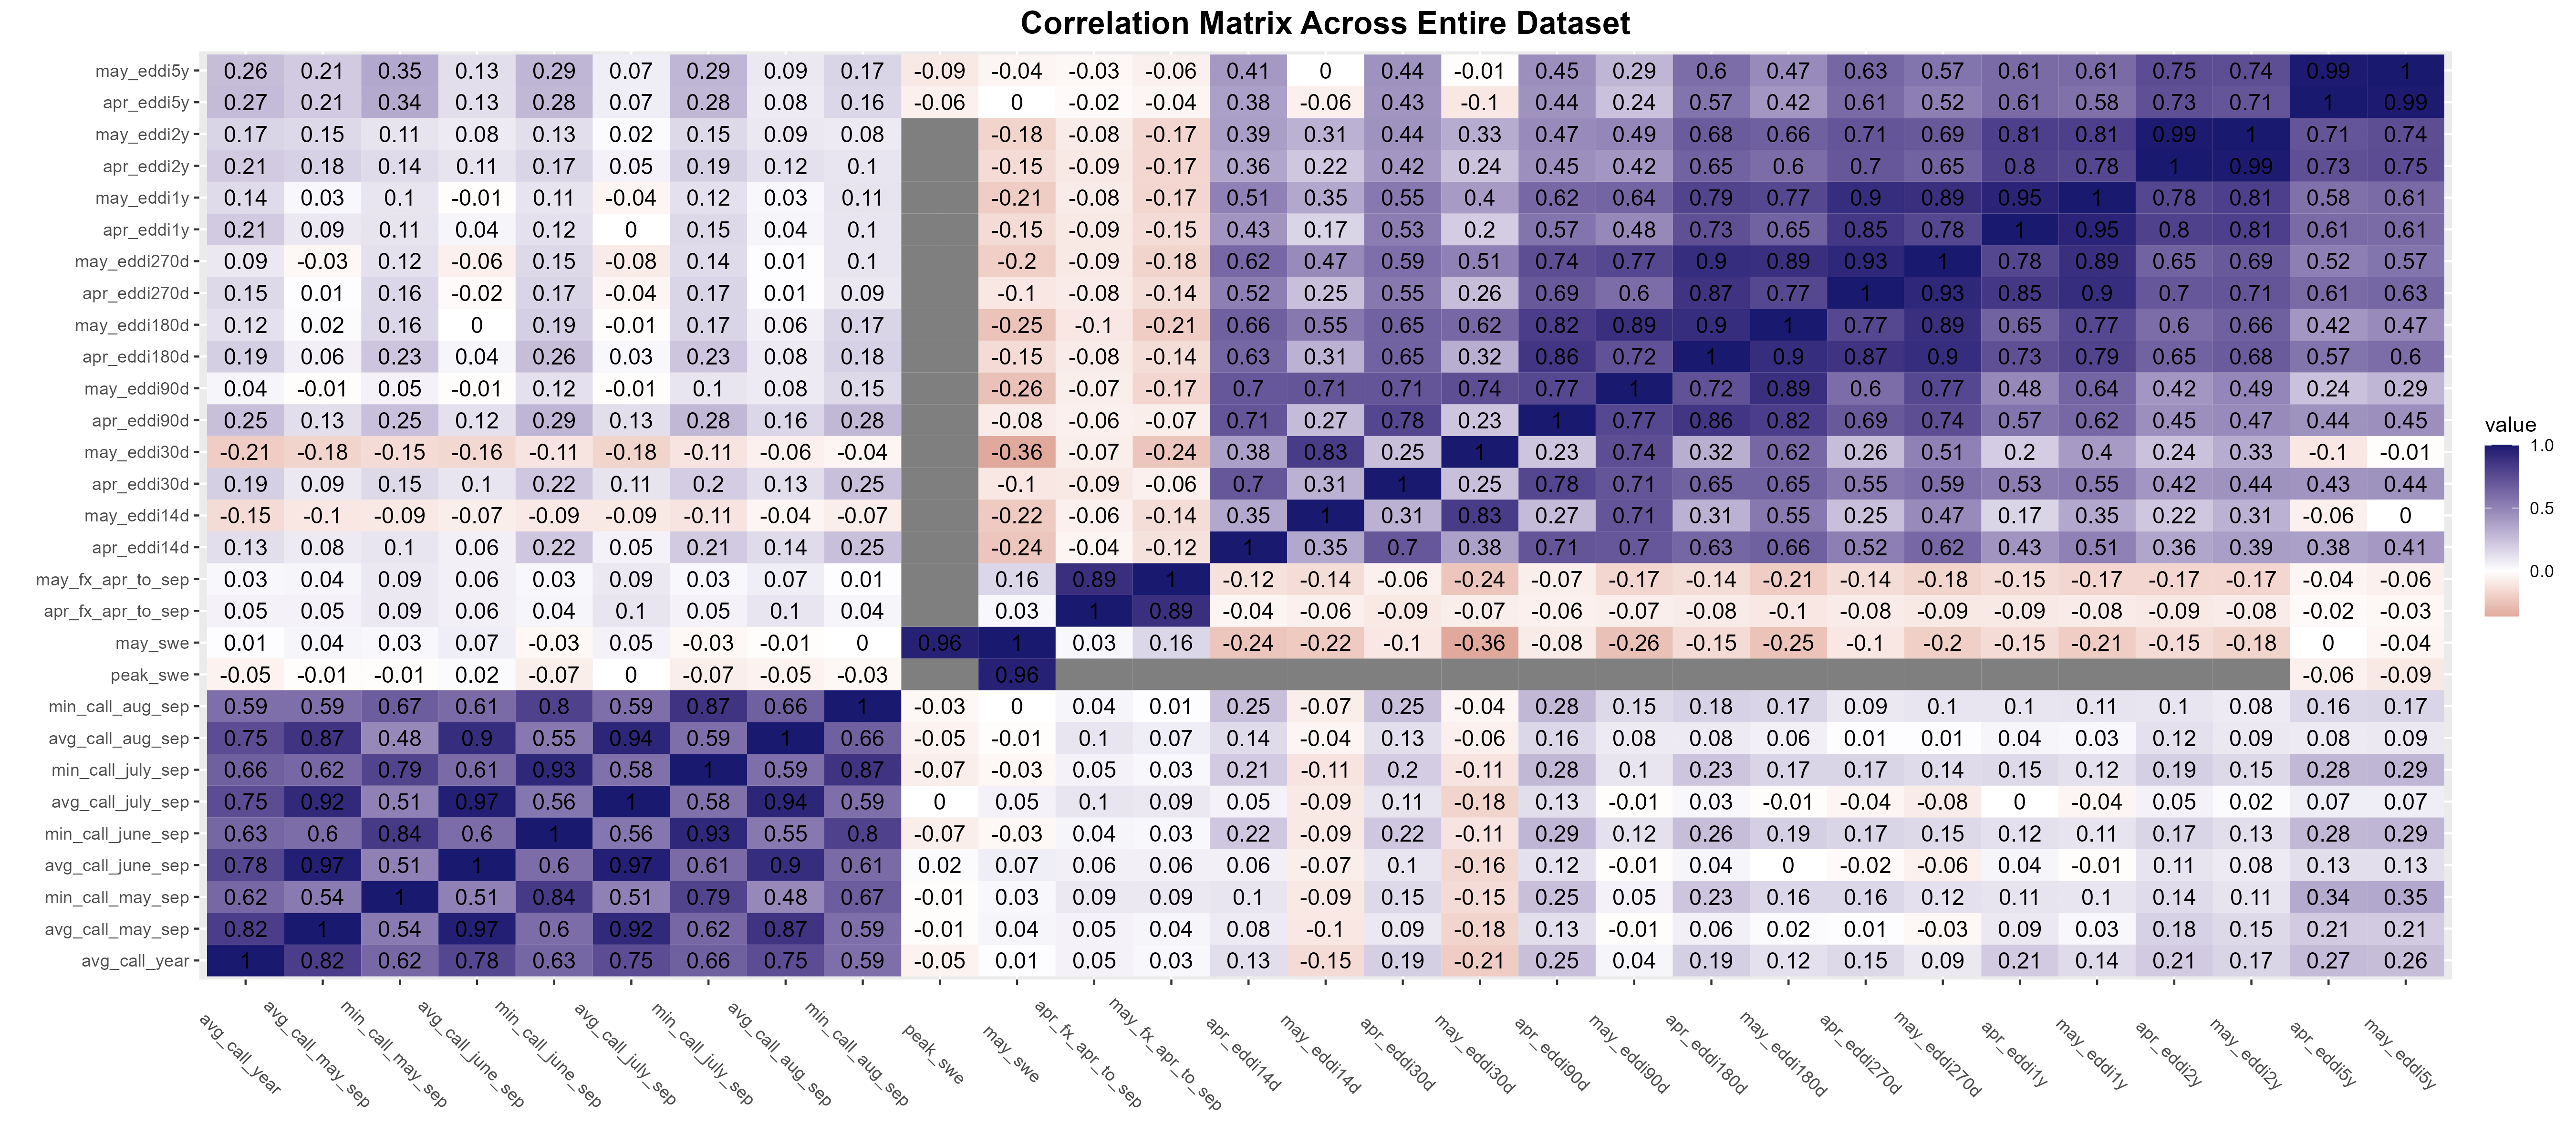 Correlation Matrix Across Entire Dataset
may_eddi5y 0.26 0.21 0.35 0.13 0.29 0.07 0.29 0.09 0.17 -0.09 -0.04 -0.03 -0.06 0.41 0 0.44 -0.01 0.45 0.29 0.6 0.47 0.63 0.57 0.61 0.61 0.75 0.74 0.99 1
apr_eddi5y 0.27 0.21 0.34 0.13 0.28 0.07 0.28 0.08 0.16 -0.06 0 -0.02 -0.04 0.38 -0.06 0.43 -0.1 0.44 0.24 0.57 0.42 0.61 0.52 0.61 0.58 0.73 0.71 1 0.99
may_eddi2y 0.17 0.15 0.11 0.08 0.13 0.02 0.15 0.09 0.08 -0.18 -0.08 -0.17 0.39 0.31 0.44 0.33 0.47 0.49 0.68 0.66 0.71 0.69 0.81 0.81 0.99 1 0.71 0.74
apr_eddi2y 0.21 0.18 0.14 0.11 0.17 0.05 0.19 0.12 0.1 -0.15 -0.09 -0.17 0.36 0.22 0.42 0.24 0.45 0.42 0.65 0.6 0.7 0.65 0.8 0.78 1 0.99 0.73 0.75
may_eddi1y 0.14 0.03 0.1 -0.01 0.11 -0.04 0.12 0.03 0.11 -0.21 -0.08 -0.17 0.51 0.35 0.55 0.4 0.62 0.64 0.79 0.77 0.9 0.89 0.95 1 0.78 0.81 0.58 0.61
apr_eddi1y 0.21 0.09 0.11 0.04 0.12 0 0.15 0.04 0.1 -0.15 -0.09 -0.15 0.43 0.17 0.53 0.2 0.57 0.48 0.73 0.65 0.85 0.78 1 0.95 0.8 0.81 0.61 0.61
may_eddi270d 0.09 -0.03 0.12 -0.06 0.15 -0.08 0.14 0.01 0.1 -0.2 -0.09 -0.18 0.62 0.47 0.59 0.51 0.74 0.77 0.9 0.89 0.93 1 0.78 0.89 0.65 0.69 0.52 0.57
apr_eddi270d 0.15 0.01 0.16 -0.02 0.17 -0.04 0.17 0.01 0.09 -0.1 -0.08 -0.14 0.52 0.25 0.55 0.26 0.69 0.6 0.87 0.77 1 0.93 0.85 0.9 0.7 0.71 0.61 0.63
may_eddi180d 0.12 0.02 0.16 0 0.19 -0.01 0.17 0.06 0.17 -0.25 -0.1 -0.21 0.66 0.55 0.65 0.62 0.82 0.89 0.9 1 0.77 0.89 0.65 0.77 0.6 0.66 0.42 0.47
apr_eddi180d 0.19 0.06 0.23 0.04 0.26 0.03 0.23 0.08 0.18 -0.15 -0.08 -0.14 0.63 0.31 0.65 0.32 0.86 0.72 1 0.9 0.87 0.9 0.73 0.79 0.65 0.68 0.57 0.6
may_eddi90d 0.04 -0.01 0.05 -0.01 0.12 -0.01 0.1 0.08 0.15 -0.26 -0.07 -0.17 0.7 0.71 0.71 0.74 0.77 1 0.72 0.89 0.6 0.77 0.48 0.64 0.42 0.49 0.24 0.29
apr_eddi90d 0.25 0.13 0.25 0.12 0.29 0.13 0.28 0.16 0.28 -0.08 -0.06 -0.07 0.71 0.27 0.78 0.23 1 0.77 0.86 0.82 0.69 0.74 0.57 0.62 0.45 0.47 0.44 0.45
may_eddi30d -0.21 -0.18 -0.15 -0.16 -0.11 -0.18 -0.11 -0.06 -0.04 -0.36 -0.07 -0.24 0.38 0.83 0.25 1 0.23 0.74 0.32 0.62 0.26 0.51 0.2 0.4 0.24 0.33 -0.1 -0.01
apr_eddi30d 0.19 0.09 0.15 0.1 0.22 0.11 0.2 0.13 0.25 -0.1 -0.09 -0.06 0.7 0.31 1 0.25 0.78 0.71 0.65 0.65 0.55 0.59 0.53 0.55 0.42 0.44 0.43 0.44
may_eddi14d -0.15 -0.1 -0.09 -0.07 -0.09 -0.09 -0.11 -0.04 -0.07 -0.22 -0.06 -0.14 0.35 1 0.31 0.83 0.27 0.71 0.31 0.55 0.25 0.47 0.17 0.35 0.22 0.31 -0.06 0
apr_eddi14d 0.13 0.08 0.1 0.06 0.22 0.05 0.21 0.14 0.25 -0.24 -0.04 -0.12 1 0.35 0.7 0.38 0.71 0.7 0.63 0.66 0.52 0.62 0.43 0.51 0.36 0.39 0.38 0.41
may_fx_apr_to_sep 0.03 0.04 0.09 0.06 0.03 0.09 0.03 0.07 0.01 0.16 0.89 1 -0.12 -0.14 -0.06 -0.24 -0.07 -0.17 -0.14 -0.21 -0.14 -0.18 -0.15 -0.17 -0.17 -0.17 -0.04 -0.06
apr_fx_apr_to_sep 0.05 0.05 0.09 0.06 0.04 0.1 0.05 0.1 0.04 0.03 1 0.89 -0.04 -0.06 -0.09 -0.07 -0.06 -0.07 -0.08 -0.1 -0.08 -0.09 -0.09 -0.08 -0.09 -0.08 -0.02 -0.03
may_swe 0.01 0.04 0.03 0.07 -0.03 0.05 -0.03 -0.01 0 0.96 1 0.03 0.16 -0.24 -0.22 -0.1 -0.36 -0.08 -0.26 -0.15 -0.25 -0.1 -0.2 -0.15 -0.21 -0.15 -0.18 0 -0.04
peak_swe -0.05 -0.01 -0.01 0.02 -0.07 0 -0.07 -0.05 -0.03 0.96 -0.06 -0.09
min_call_aug_sep 0.59 0.59 0.67 0.61 0.8 0.59 0.87 0.66 1 -0.03 0 0.04 0.01 0.25 -0.07 0.25 -0.04 0.28 0.15 0.18 0.17 0.09 0.1 0.1 0.11 0.1 0.08 0.16 0.17
avg_call_aug_sep 0.75 0.87 0.48 0.9 0.55 0.94 0.59 1 0.66 -0.05 -0.01 0.1 0.07 0.14 -0.04 0.13 -0.06 0.16 0.08 0.08 0.06 0.01 0.01 0.04 0.03 0.12 0.09 0.08 0.09
min_call_july_sep 0.66 0.62 0.79 0.61 0.93 0.58 1 0.59 0.87 -0.07 -0.03 0.05 0.03 0.21 -0.11 0.2 -0.11 0.28 0.1 0.23 0.17 0.17 0.14 0.15 0.12 0.19 0.15 0.28 0.29
avg_call_july_sep 0.75 0.92 0.51 0.97 0.56 1 0.58 0.94 0.59 0 0.05 0.1 0.09 0.05 -0.09 0.11 -0.18 0.13 -0.01 0.03 -0.01 -0.04 -0.08 0 -0.04 0.05 0.02 0.07 0.07
min_call_june_sep 0.63 0.6 0.84 0.6 1 0.56 0.93 0.55 0.8 -0.07 -0.03 0.04 0.03 0.22 -0.09 0.22 -0.11 0.29 0.12 0.26 0.19 0.17 0.15 0.12 0.11 0.17 0.13 0.28 0.29
avg_call_june_sep 0.78 0.97 0.51 1 0.6 0.97 0.61 0.9 0.61 0.02 0.07 0.06 0.06 0.06 -0.07 0.1 -0.16 0.12 -0.01 0.04 0 -0.02 -0.06 0.04 -0.01 0.11 0.08 0.13 0.13
min_call_may_sep 0.62 0.54 1 0.51 0.84 0.51 0.79 0.48 0.67 -0.01 0.03 0.09 0.09 0.1 -0.09 0.15 -0.15 0.25 0.05 0.23 0.16 0.16 0.12 0.11 0.1 0.14 0.11 0.34 0.35
avg_call_may_sep 0.82 1 0.54 0.97 0.6 0.92 0.62 0.87 0.59 -0.01 0.04 0.05 0.04 0.08 -0.1 0.09 -0.18 0.13 -0.01 0.06 0.02 0.01 -0.03 0.09 0.03 0.18 0.15 0.21 0.21
avg_call_year 1 0.82 0.62 0.78 0.63 0.75 0.66 0.75 0.59 -0.05 0.01 0.05 0.03 0.13 -0.15 0.19 -0.21 0.25 0.04 0.19 0.12 0.15 0.09 0.21 0.14 0.21 0.17 0.27 0.26
avg_call_year
avg_call_may_sep
min_call_may_sep
avg_call_june_sep
min_call_june_sep
avg_call_july_sep
min_call_july_sep
avg_call_aug_sep
min_call_aug_sep
peak_swe
may_swe
apr_fx_apr_to_sep
may_fx_apr_to_sep
apr_eddi14d
may_eddi14d
apr_eddi30d
may_eddi30d
apr_eddi90d
may_eddi90d
apr_eddi180d
may_eddi180d
apr_eddi270d
may_eddi270d
apr_eddi1y
may_eddi1y
apr_eddi2y
may_eddi2y
apr_eddi5y
may_eddi5y
value
1.0
0.5
0.0